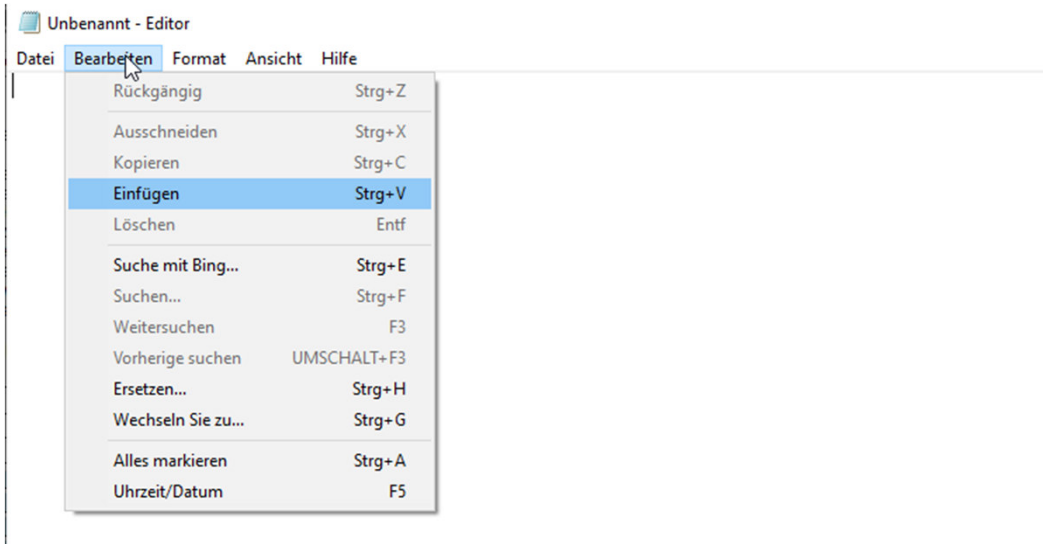 Unbenannt - Editor
Datei Bearbeiten Format Ansicht Hilfe
Rückgängig Strg+Z
Ausschneiden Strg+X
Kopieren Strg+C
Einfügen Strg+V
Löschen Entf
Suche mit Bing... Strg+E
Suchen... Strg+F
Weitersuchen F3
Vorherige suchen UMSCHALT+F3
Ersetzen... Strg+H
Wechseln Sie zu... Strg+G
Alles markieren Strg+A
Uhrzeit/Datum F5